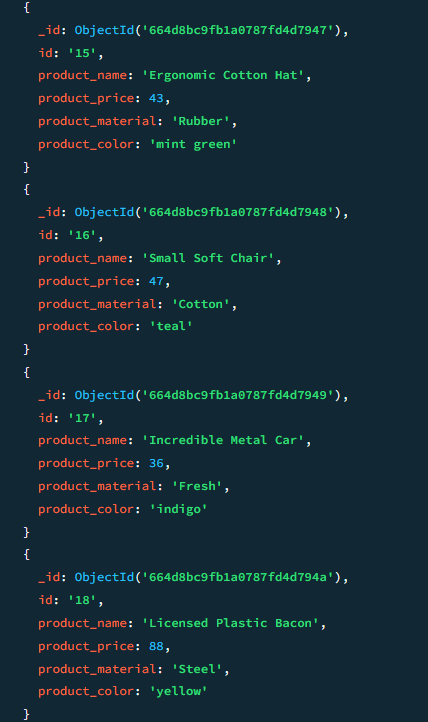 {
_id: ObjectId('664d8bc9fb1a0787fd4d7947'),
id: '15',
product_name: 'Ergonomic Cotton Hat',
product_price: 43,
product_material: 'Rubber',
product_color: 'mint green'
}
{
_id: ObjectId('664d8bc9fb1a0787fd4d7948'),
id: '16',
product_name: 'Small Soft Chair',
product_price: 47,
product_material: 'Cotton',
product_color: 'teal'
}
{
_id: ObjectId('664d8bc9fb1a0787fd4d7949'),
id: '17',
product_name: 'Incredible Metal Car',
product_price: 36,
product_material: 'Fresh',
product_color: 'indigo'
}
{
_id: ObjectId('664d8bc9fb1a0787fd4d794a'),
id: '18',
product_name: 'Licensed Plastic Bacon',
product_price: 88,
product_material: 'Steel',
product_color: 'yellow'
}